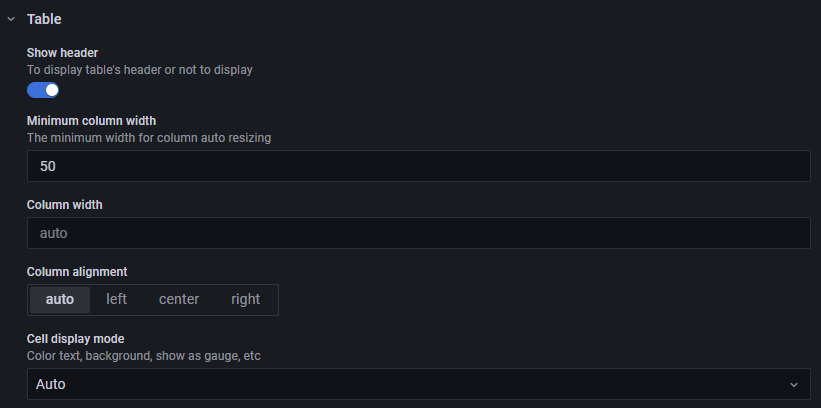 Table
Show header
To display table's header or not to display
Minimum column width
The minimum width for column auto resizing
50
Column width
auto
Column alignment
auto left center right
Cell display mode
Color text, background, show as gauge, etc
Auto